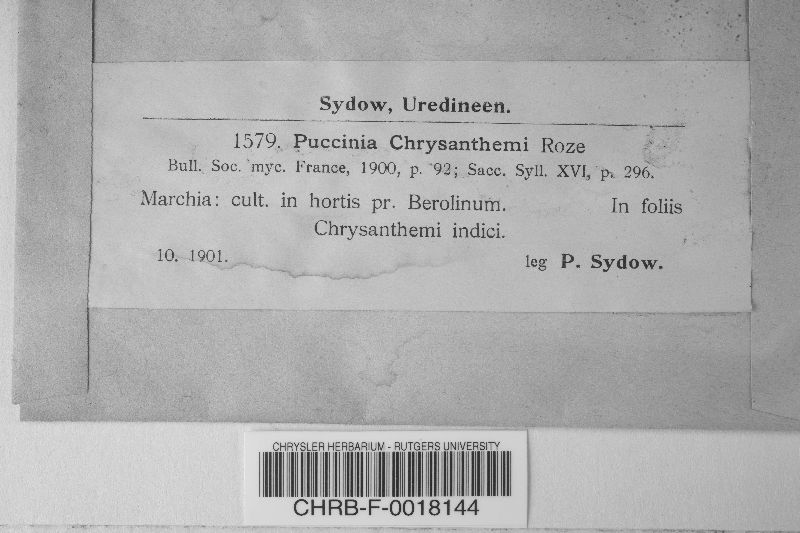 Sydow, Uredineen.
1579. Puccinia Chrysanthemi Roze
Bull. Soc. myc. France, 1900, p. 92; Sacc. Syll. XVI, p. 296.
Marchia: cult. in hortis pr. Berolinum. In foliis
Chrysanthemi indici.
10. 1901. leg P. Sydow.
CHRYSLER HERBARIUM - RUTGERS UNIVERSITY
CHRB-F-0018144